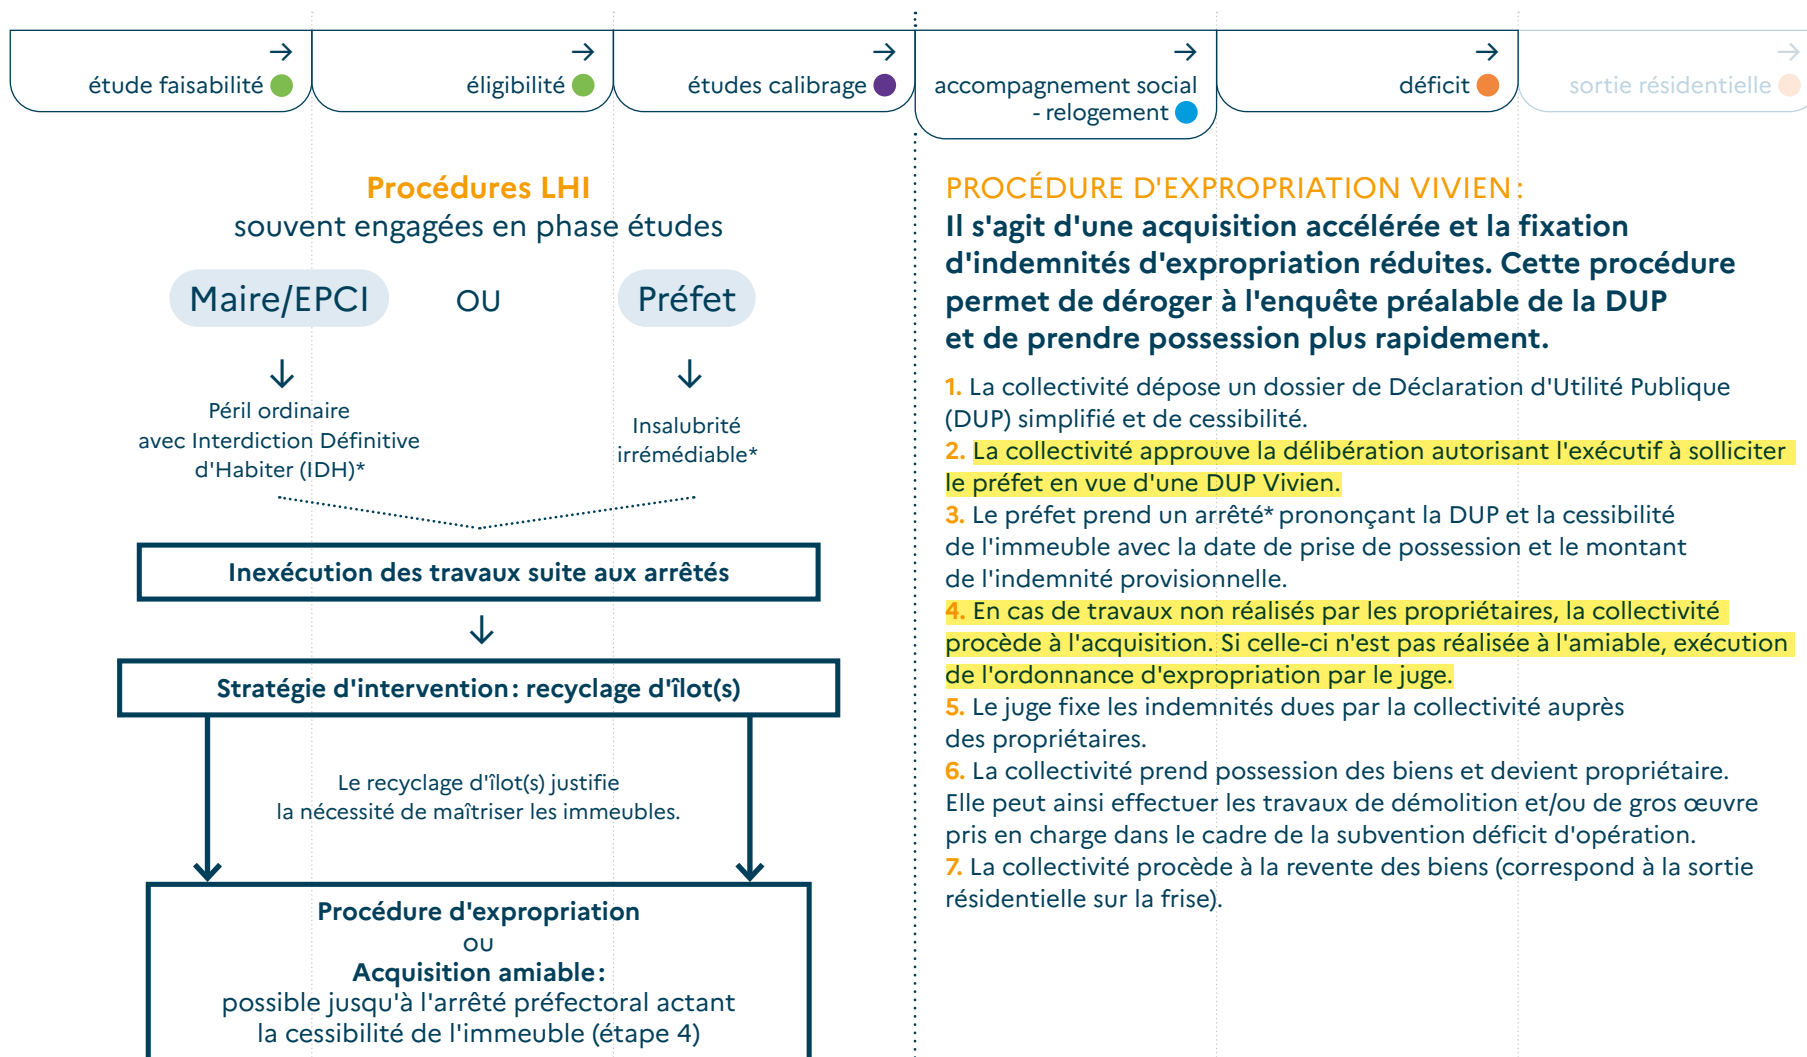 →
étude faisabilité
→
éligibilité
→
études calibrage
→
accompagnement social
- relogement
→
déficit
→
sortie résidentielle
Procédures LHI
souvent engagées en phase études
Maire/EPCI
OU
Préfet
↓
↓
Péril ordinaire
avec Interdiction Définitive
d'Habiter (IDH)*
Insalubrité
irrémédiable*
Inexécution des travaux suite aux arrêtés
↓
Stratégie d'intervention : recyclage d'îlot(s)
Le recyclage d'îlot(s) justifie
la nécessité de maîtriser les immeubles.
Procédure d'expropriation
OU
Acquisition amiable :
possible jusqu'à l'arrêté préfectoral actant
la cessibilité de l'immeuble (étape 4)
PROCÉDURE D'EXPROPRIATION VIVIEN :
Il s'agit d'une acquisition accélérée et la fixation
d'indemnités d'expropriation réduites. Cette procédure
permet de déroger à l'enquête préalable de la DUP
et de prendre possession plus rapidement.
1. La collectivité dépose un dossier de Déclaration d'Utilité Publique
(DUP) simplifié et de cessibilité.
2. La collectivité approuve la délibération autorisant l'exécutif à solliciter
le préfet en vue d'une DUP Vivien.
3. Le préfet prend un arrêté* prononçant la DUP et la cessibilité
de l'immeuble avec la date de prise de possession et le montant
de l'indemnité provisionnelle.
4. En cas de travaux non réalisés par les propriétaires, la collectivité
procède à l'acquisition. Si celle-ci n'est pas réalisée à l'amiable, exécution
de l'ordonnance d'expropriation par le juge.
5. Le juge fixe les indemnités dues par la collectivité auprès
des propriétaires.
6. La collectivité prend possession des biens et devient propriétaire.
Elle peut ainsi effectuer les travaux de démolition et/ou de gros œuvre
pris en charge dans le cadre de la subvention déficit d'opération.
7. La collectivité procède à la revente des biens (correspond à la sortie
résidentielle sur la frise).